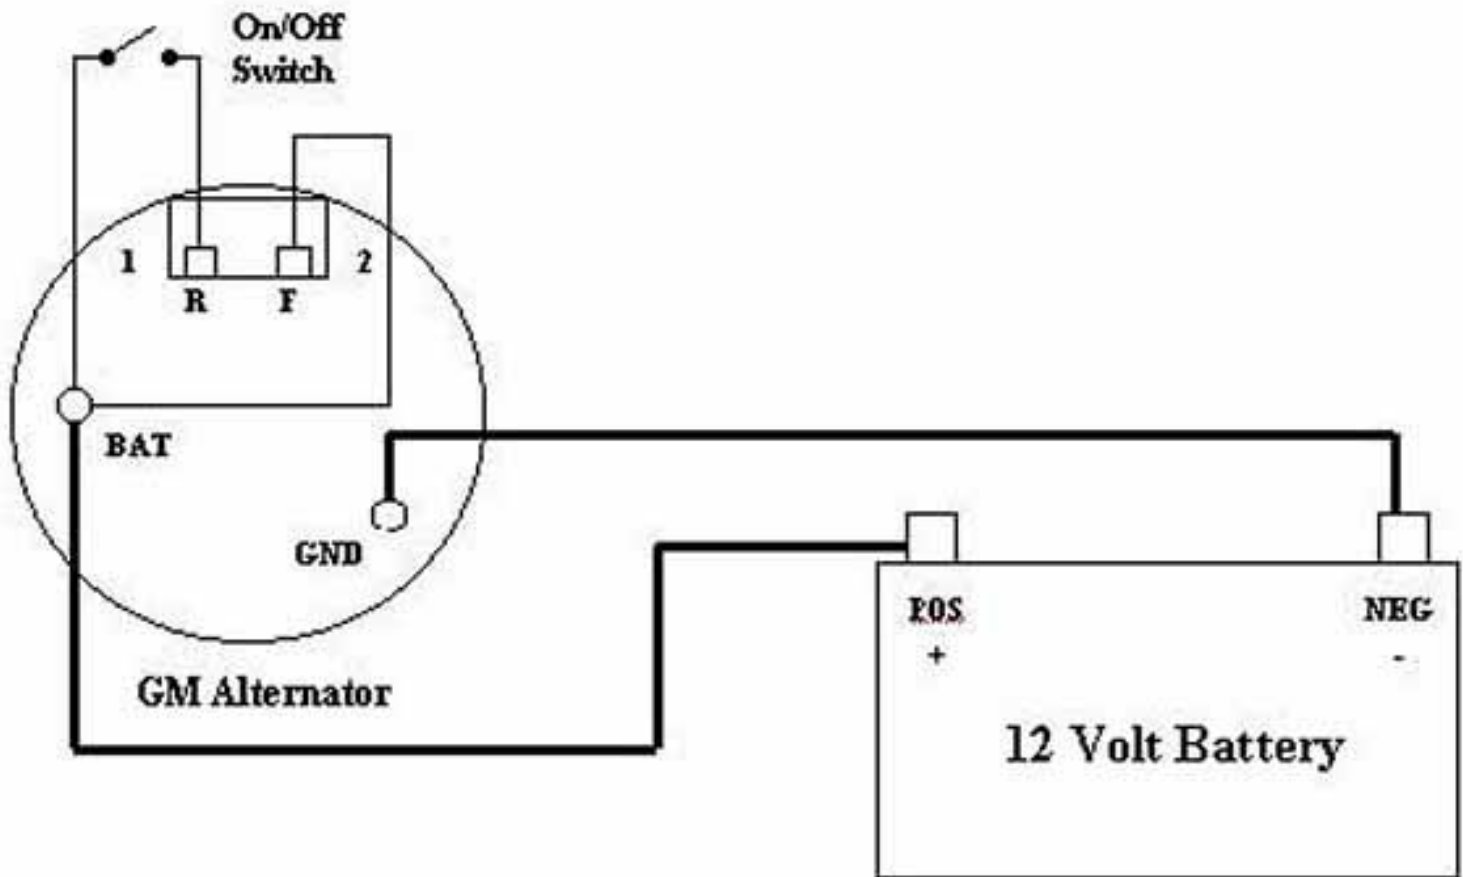 On/Off
Switch
1
2
R
F
BAT
GND
POS
NEG
+
-
GM Alternator
12 Volt Battery